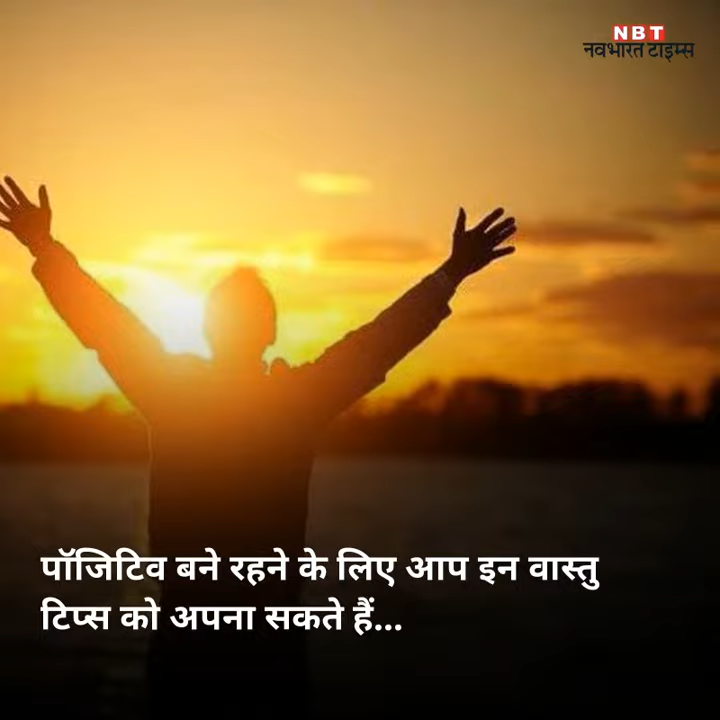 NBT
नवभारत टाइम्स
पॉजिटिव बने रहने के लिए आप इन वास्तु
टिप्स को अपना सकते हैं...